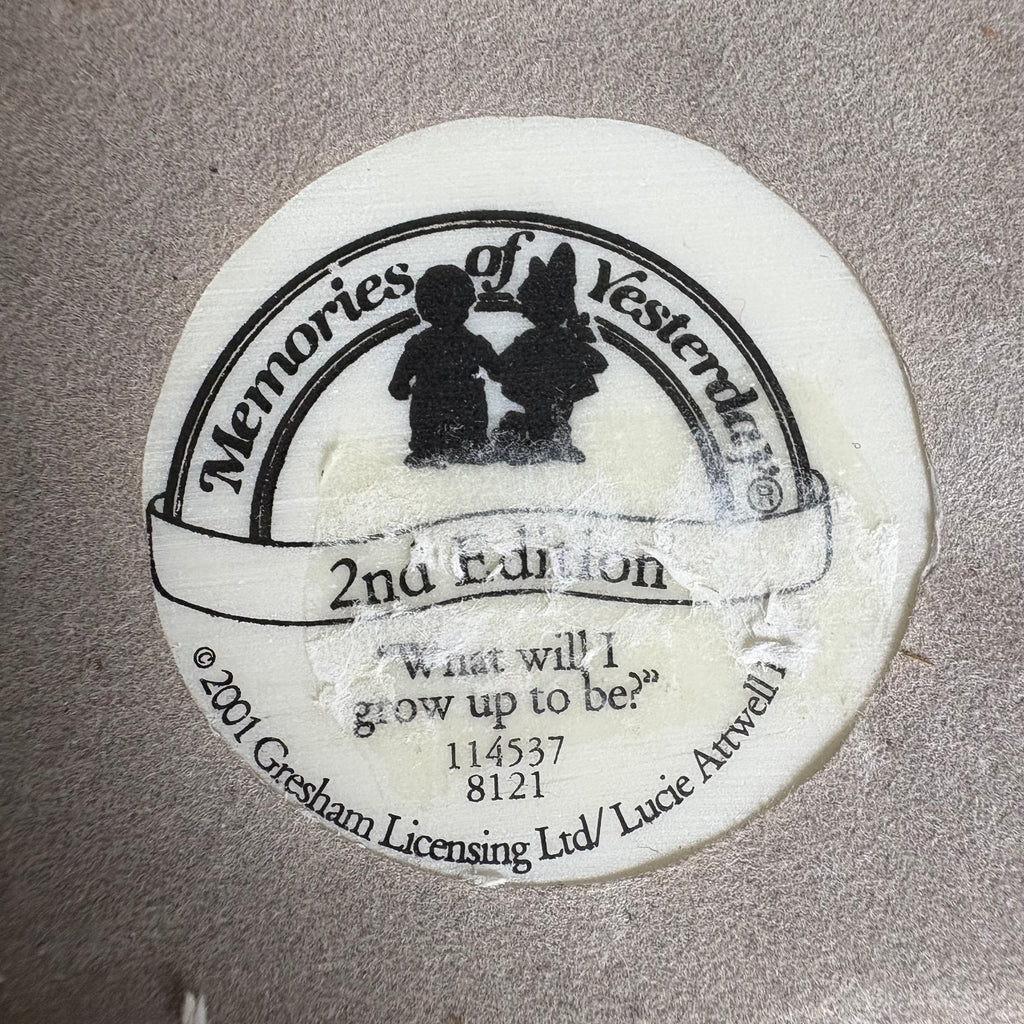 Memories of Yesterday®
2nd Edition
"What will I
grow up to be?"
114537
8121
© 2001 Gresham Licensing Ltd/ Lucie Attwell